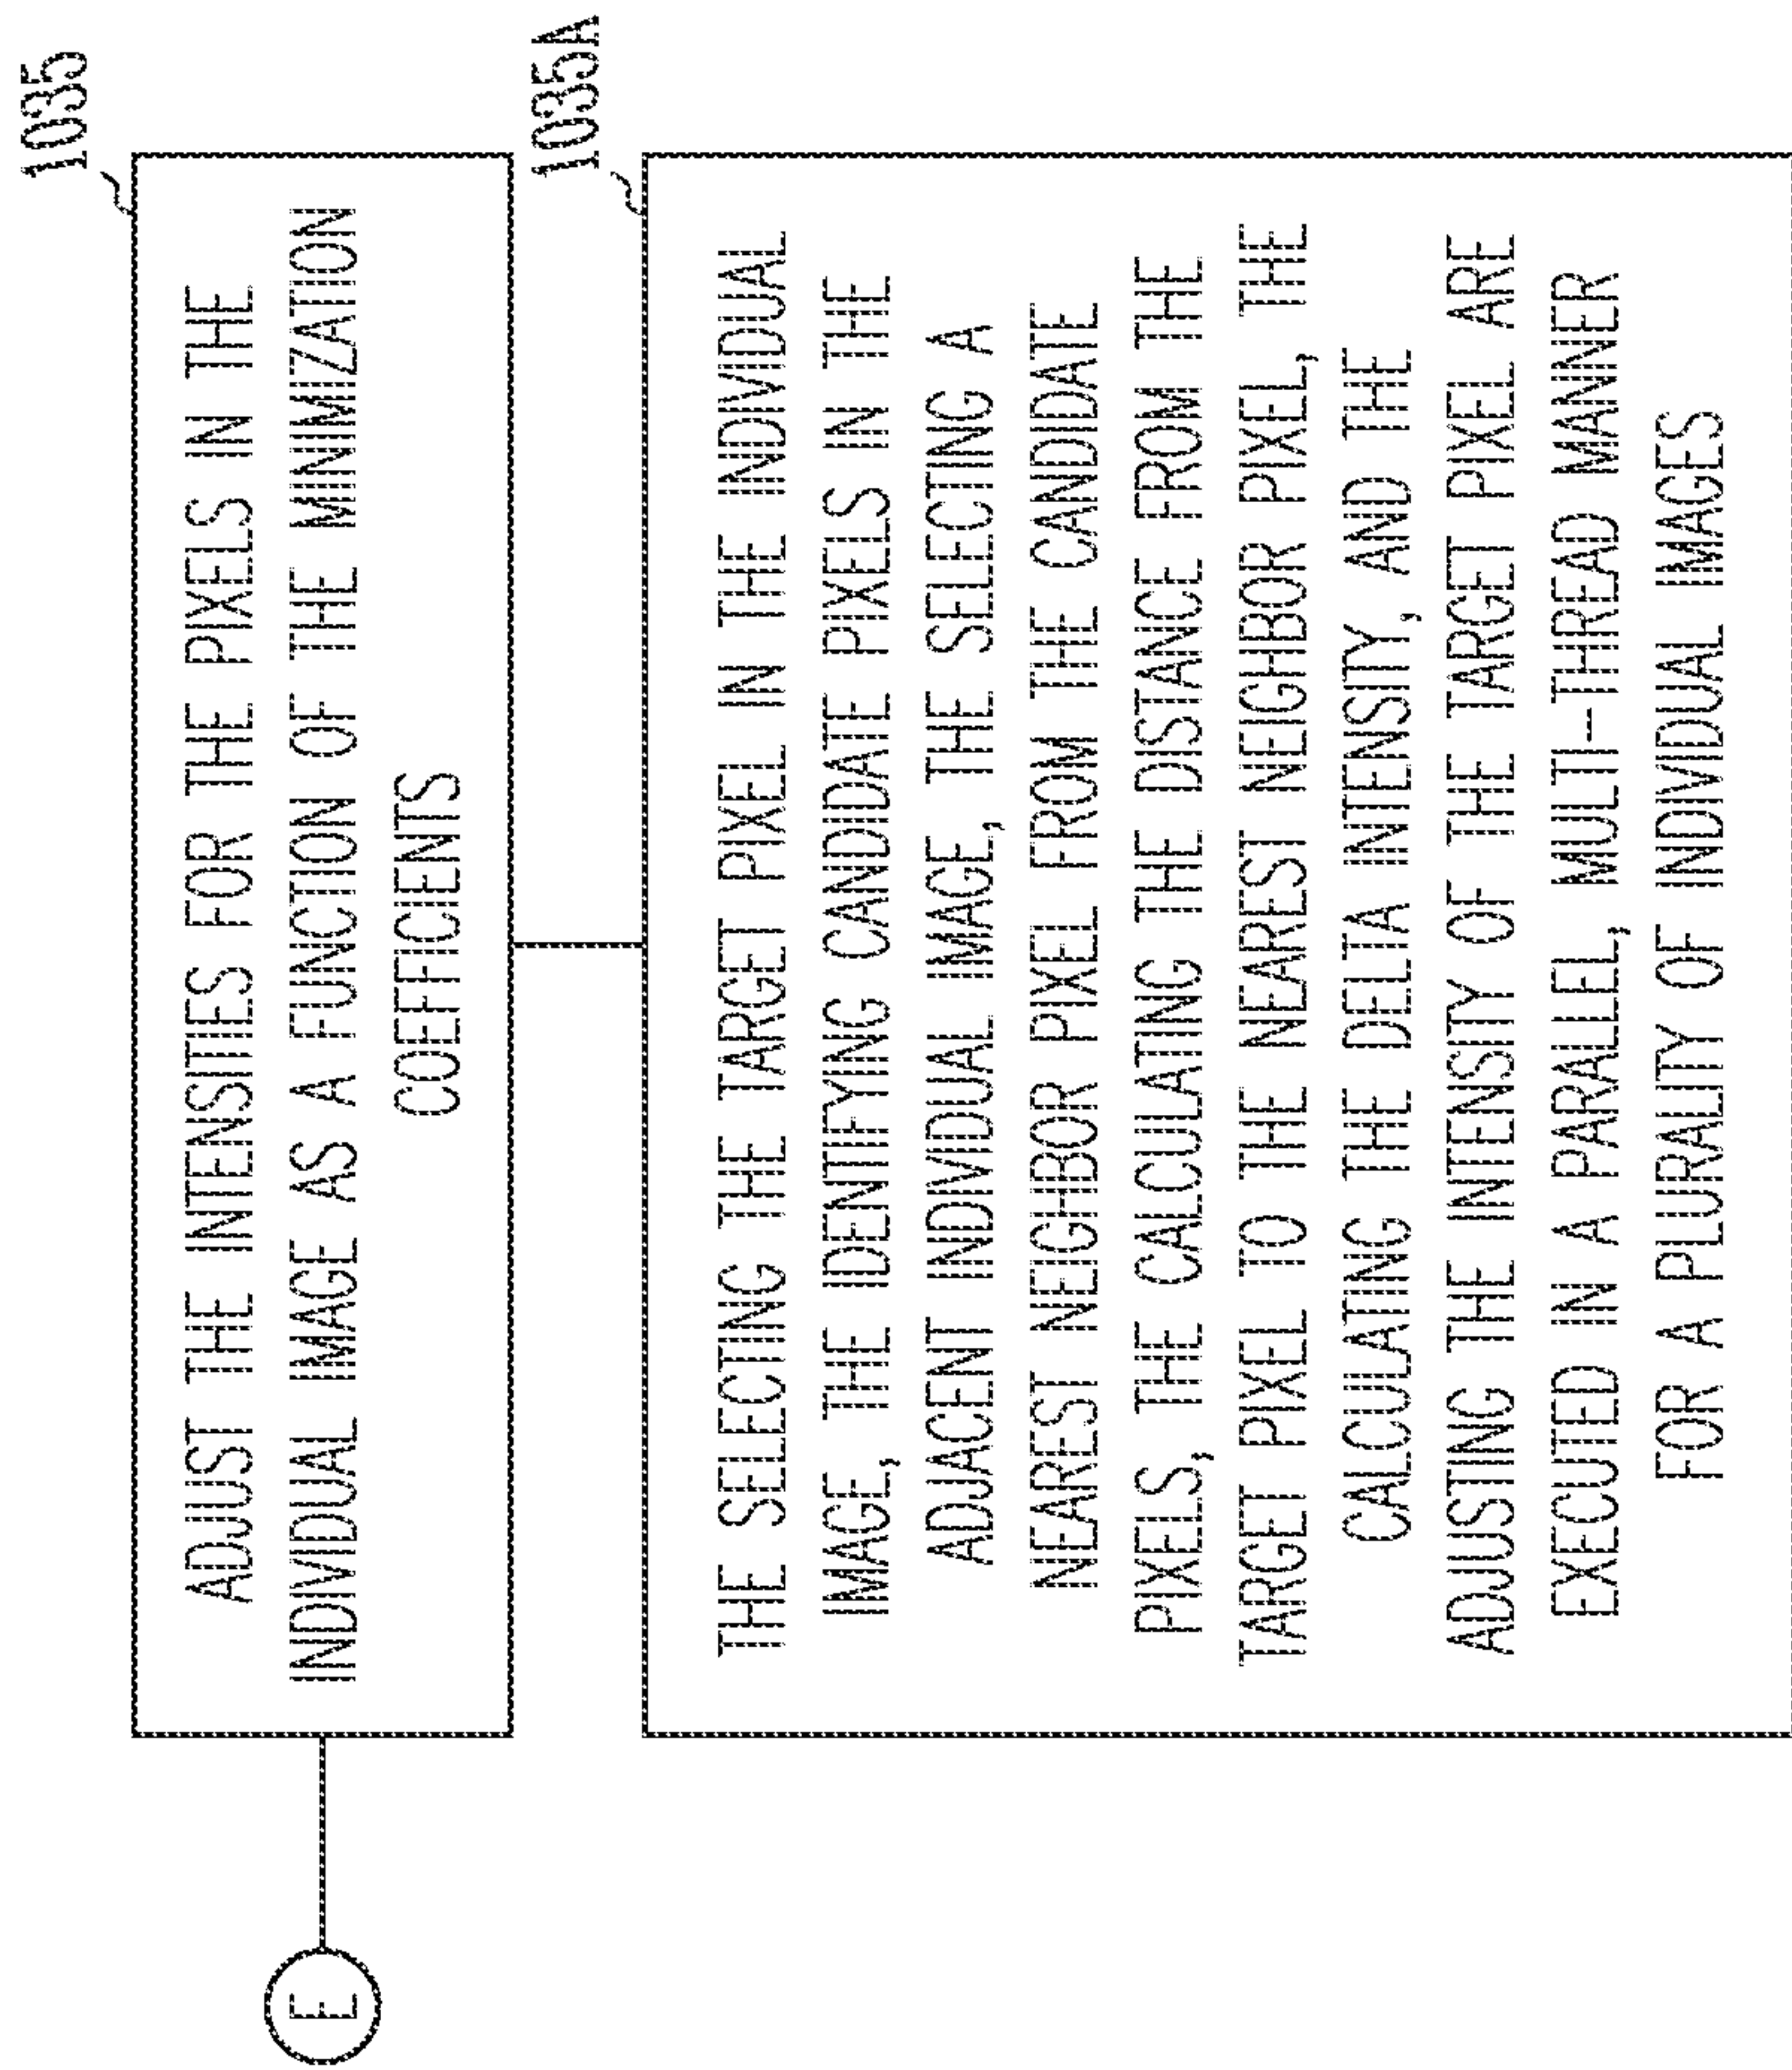 E
1035
ADJUST THE INTENSITIES FOR THE PIXELS IN THE
INDIVIDUAL IMAGE AS A FUNCTION OF THE MINIMIZATION
COEFFICIENTS
1035A
THE SELECTING THE TARGET PIXEL IN THE INDIVIDUAL
IMAGE, THE IDENTIFYING CANDIDATE PIXELS IN THE
ADJACENT INDIVIDUAL IMAGE, THE SELECTING A
NEAREST NEIGHBOR PIXEL FROM THE CANDIDATE
PIXELS, THE CALCULATING THE DISTANCE FROM THE
TARGET PIXEL TO THE NEAREST NEIGHBOR PIXEL, THE
CALCULATING THE DELTA INTENSITY, AND THE
ADJUSTING THE INTENSITY OF THE TARGET PIXEL ARE
EXECUTED IN A PARALLEL, MULTI-THREAD MANNER
FOR A PLURALITY OF INDIVIDUAL IMAGES